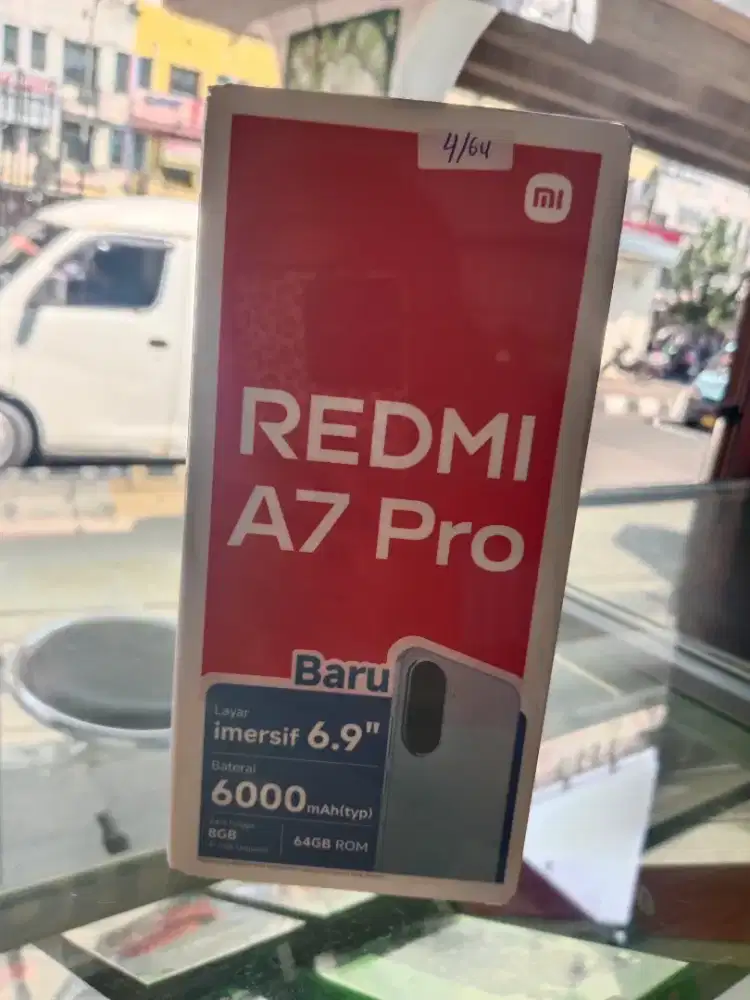 4/64
mi
REDMI
A7 Pro
Baru
Layar
imersif 6.9"
Baterai
6000mAh(typ)
8GB
64GB ROM